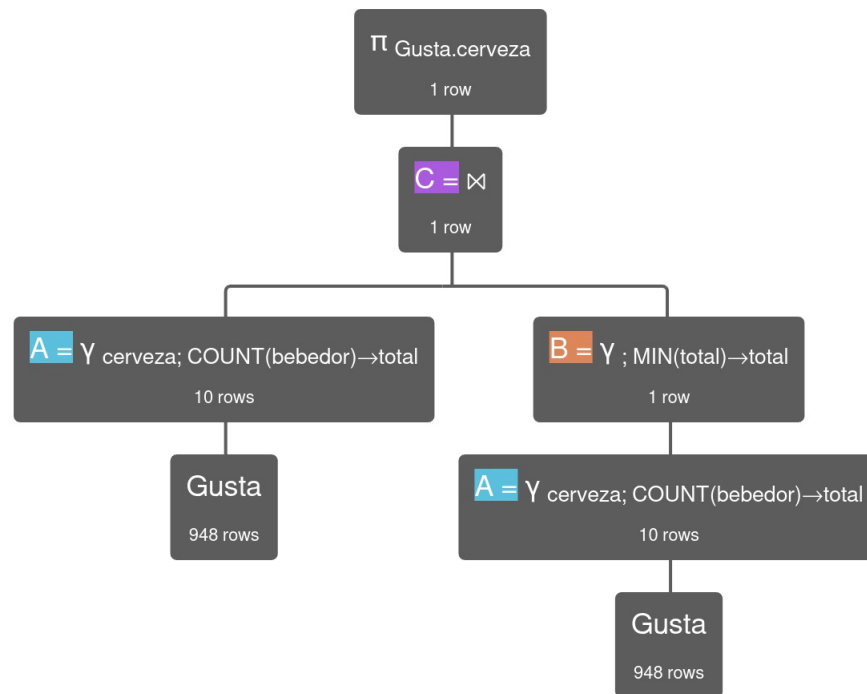 π Gusta.cerveza
1 row
C = ⋈
1 row
A = γ cerveza; COUNT(bebedor)→total
10 rows
B = γ ; MIN(total)→total
1 row
Gusta
948 rows
A = γ cerveza; COUNT(bebedor)→total
10 rows
Gusta
948 rows